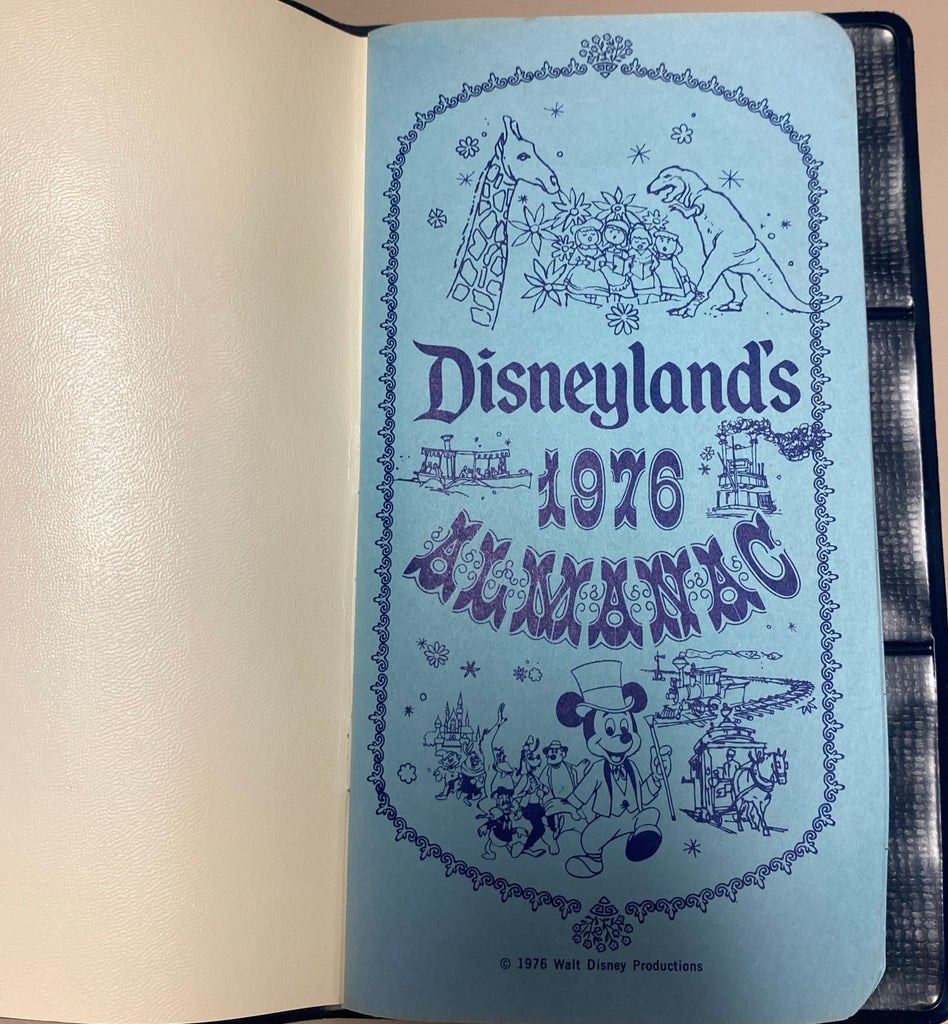 Disneyland's
1976
ALMANAC
© 1976 Walt Disney Productions